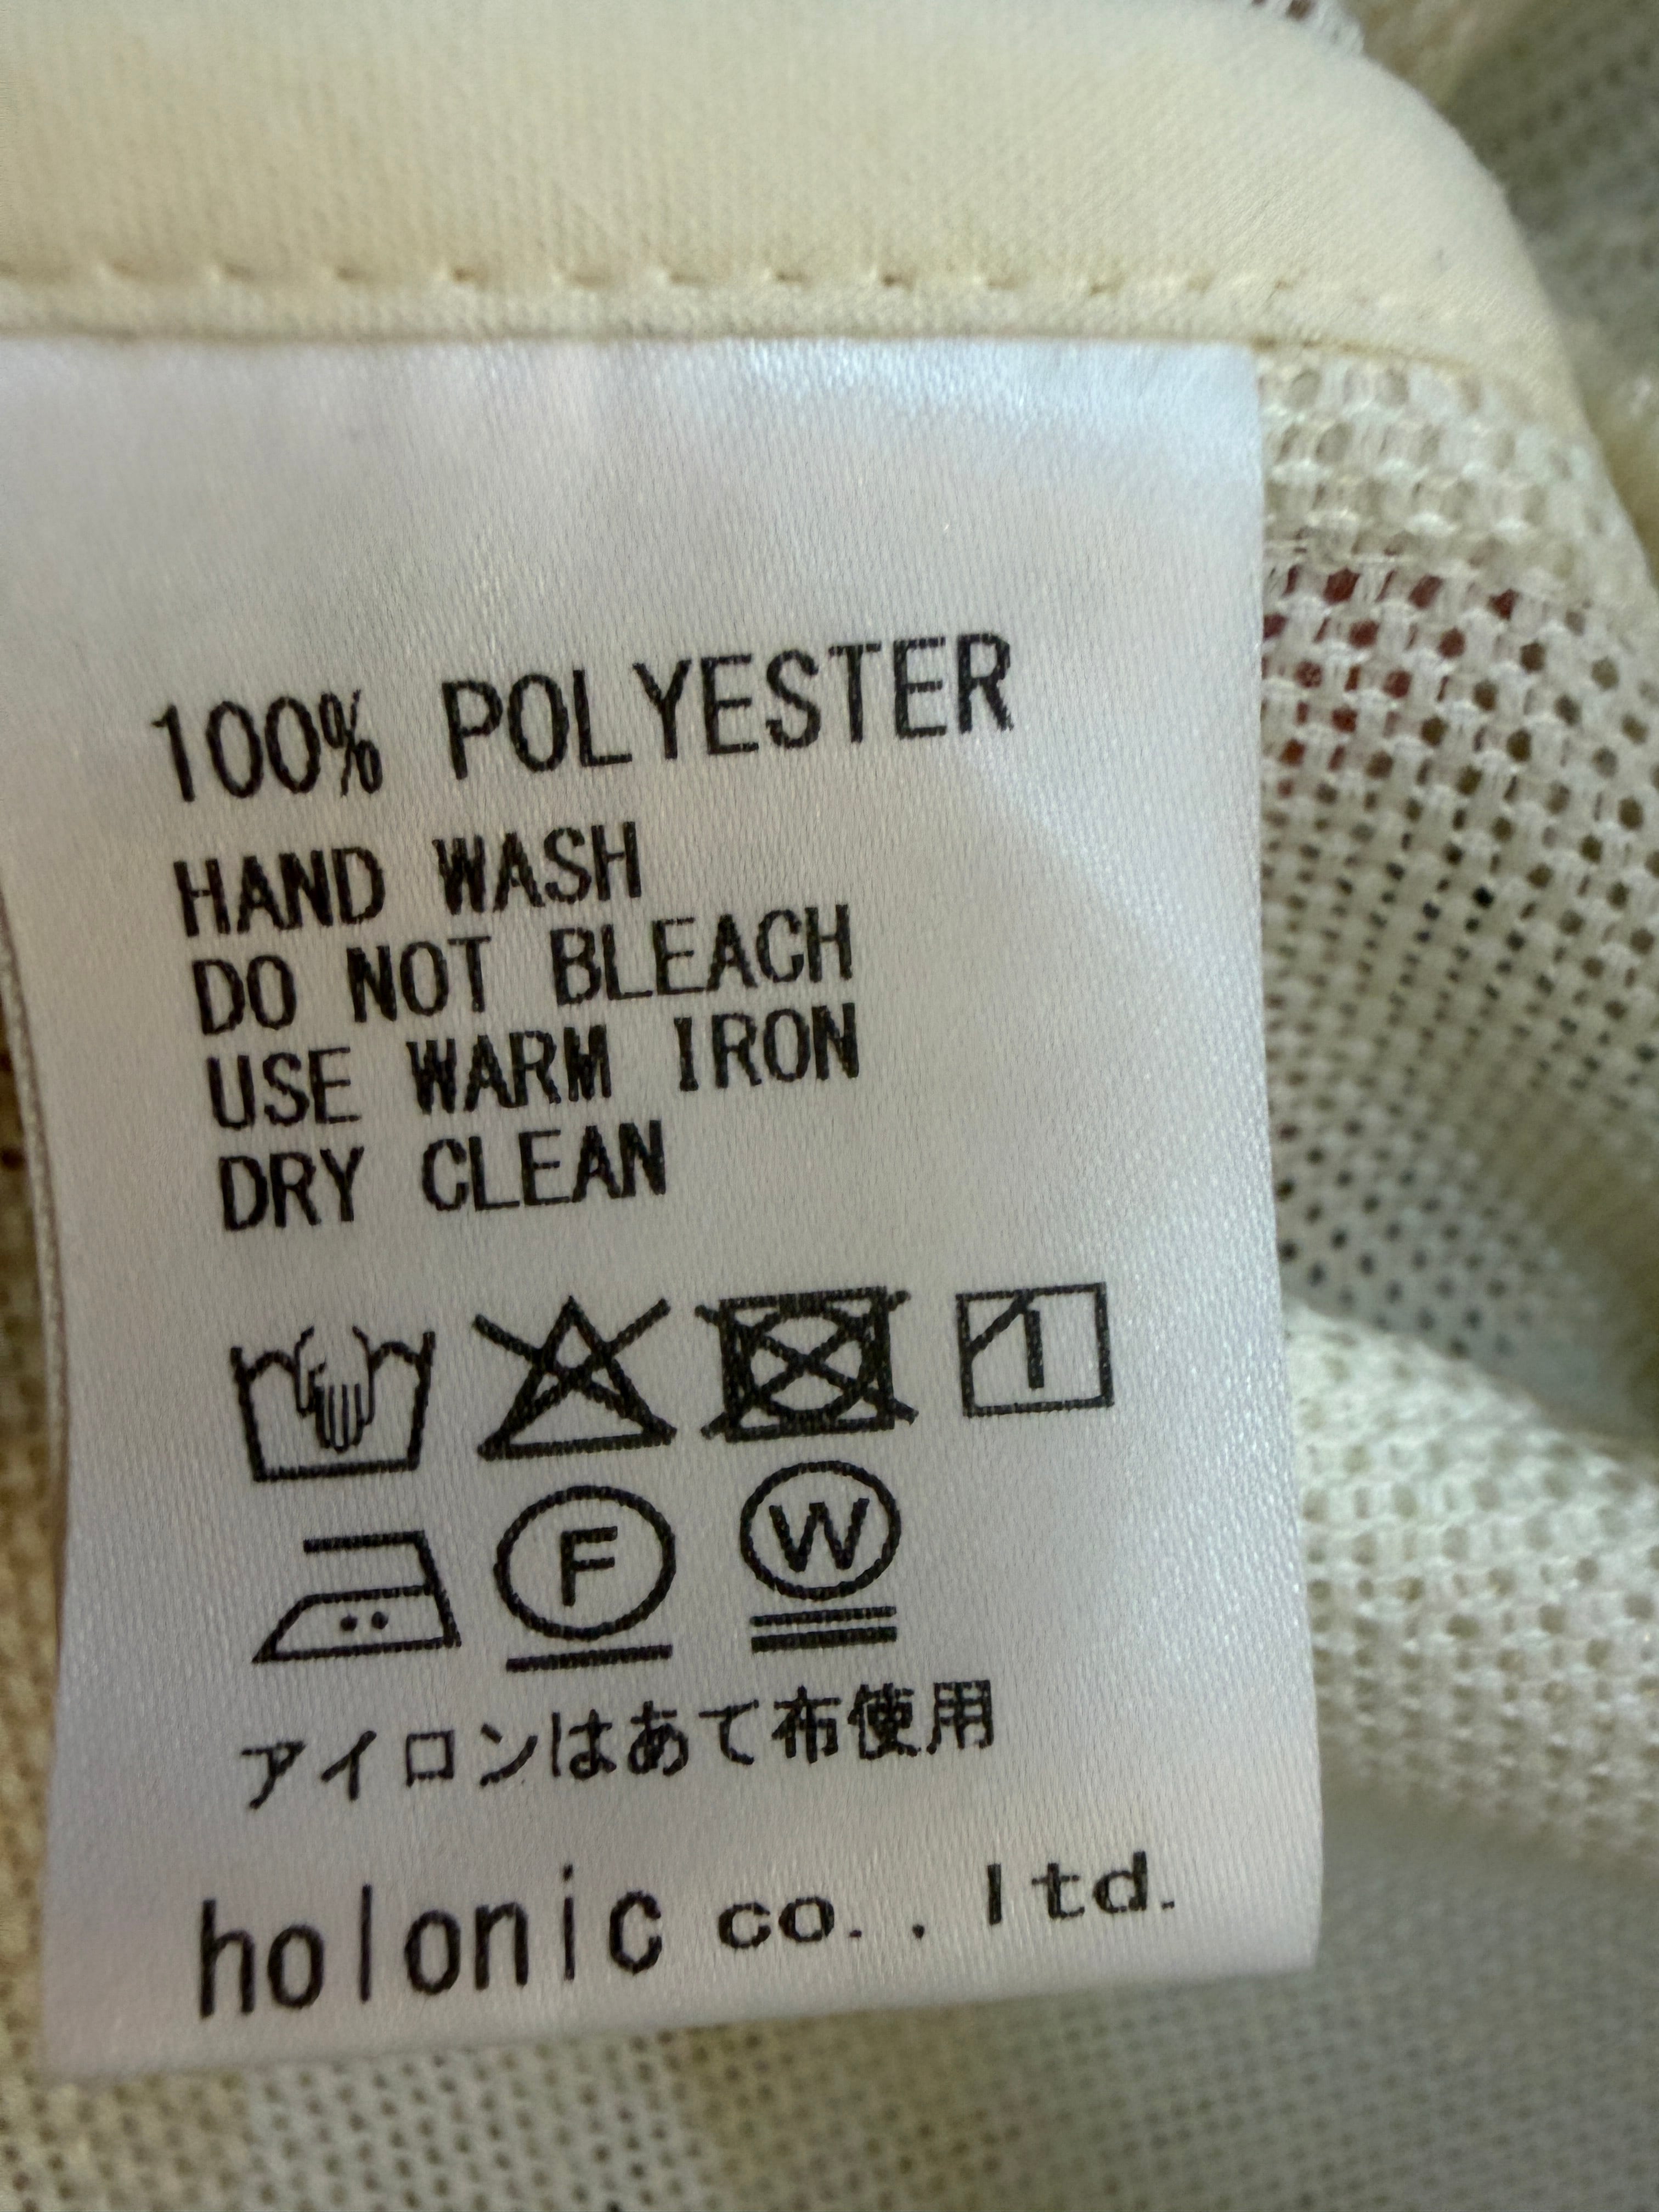 100% POLYESTER
HAND WASH
DO NOT BLEACH
USE WARM IRON
DRY CLEAN
F W
アイロンはあて布使用
holonic co., ltd.